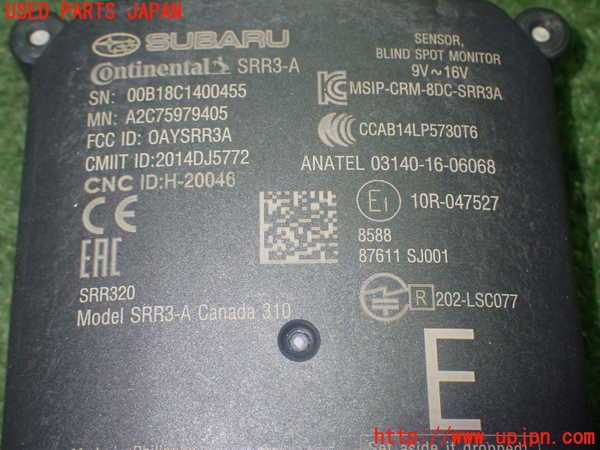 USED PARTS JAPAN
SUBARU
Continental SRR3-A
SN: 00B18C1400455
MN: A2C75979405
FCC ID: OAYSRR3A
CMIIT ID:2014DJ5772
CNC ID:H-20046
CE
EAC
SRR320
Model SRR3-A Canada 310
SENSOR,
BLIND SPOT MONITOR
9V~16V
MSIP-CRM-8DC-SRR3A
CCAB14LP5730T6
ANATEL 03140-16-06068
E1 10R-047527
8588
87611 SJ001
R 202-LSC077
E
http://www.upjpn.com/